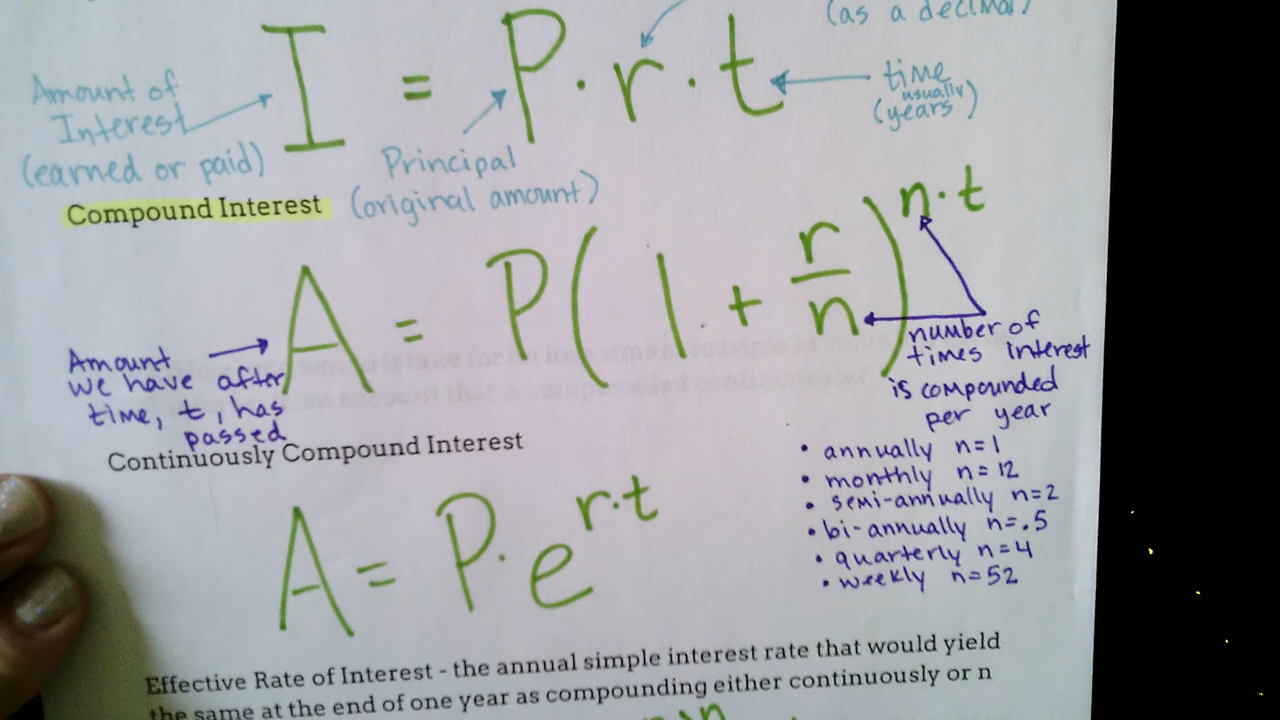 (as a decimal)
I = P · r · t
Amount of
Interest
(earned or paid)
Principal
(original amount)
time
usually
(years)
Compound Interest
A = P(1 + r/n)^n·t
Amount
we have after
time, t, has
passed
number of
times interest
is compounded
per year
• annually n=1
• monthly n=12
• semi-annually n=2
• bi-annually n=.5
• quarterly n=4
• weekly n=52
Continuously Compound Interest
A = P·e^r·t
Effective Rate of Interest - the annual simple interest rate that would yield
the same at the end of one year as compounding either continuously or n